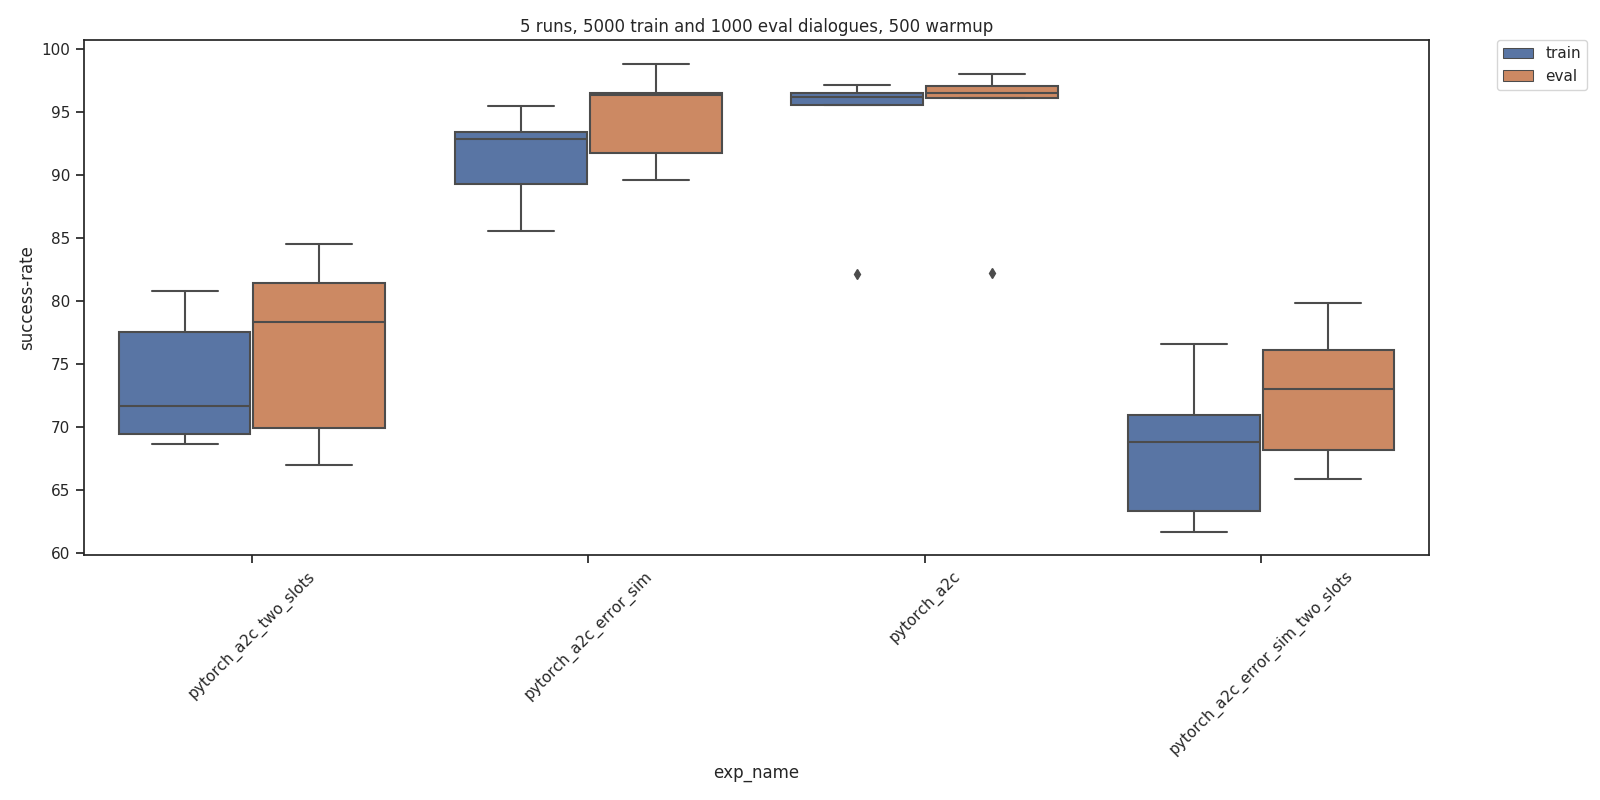 5 runs, 5000 train and 1000 eval dialogues, 500 warmup
train
eval
success-rate
100
95
90
85
80
75
70
65
60
pytorch_a2c_two_slots
pytorch_a2c_error_sim
pytorch_a2c
pytorch_a2c_error_sim_two_slots
exp_name